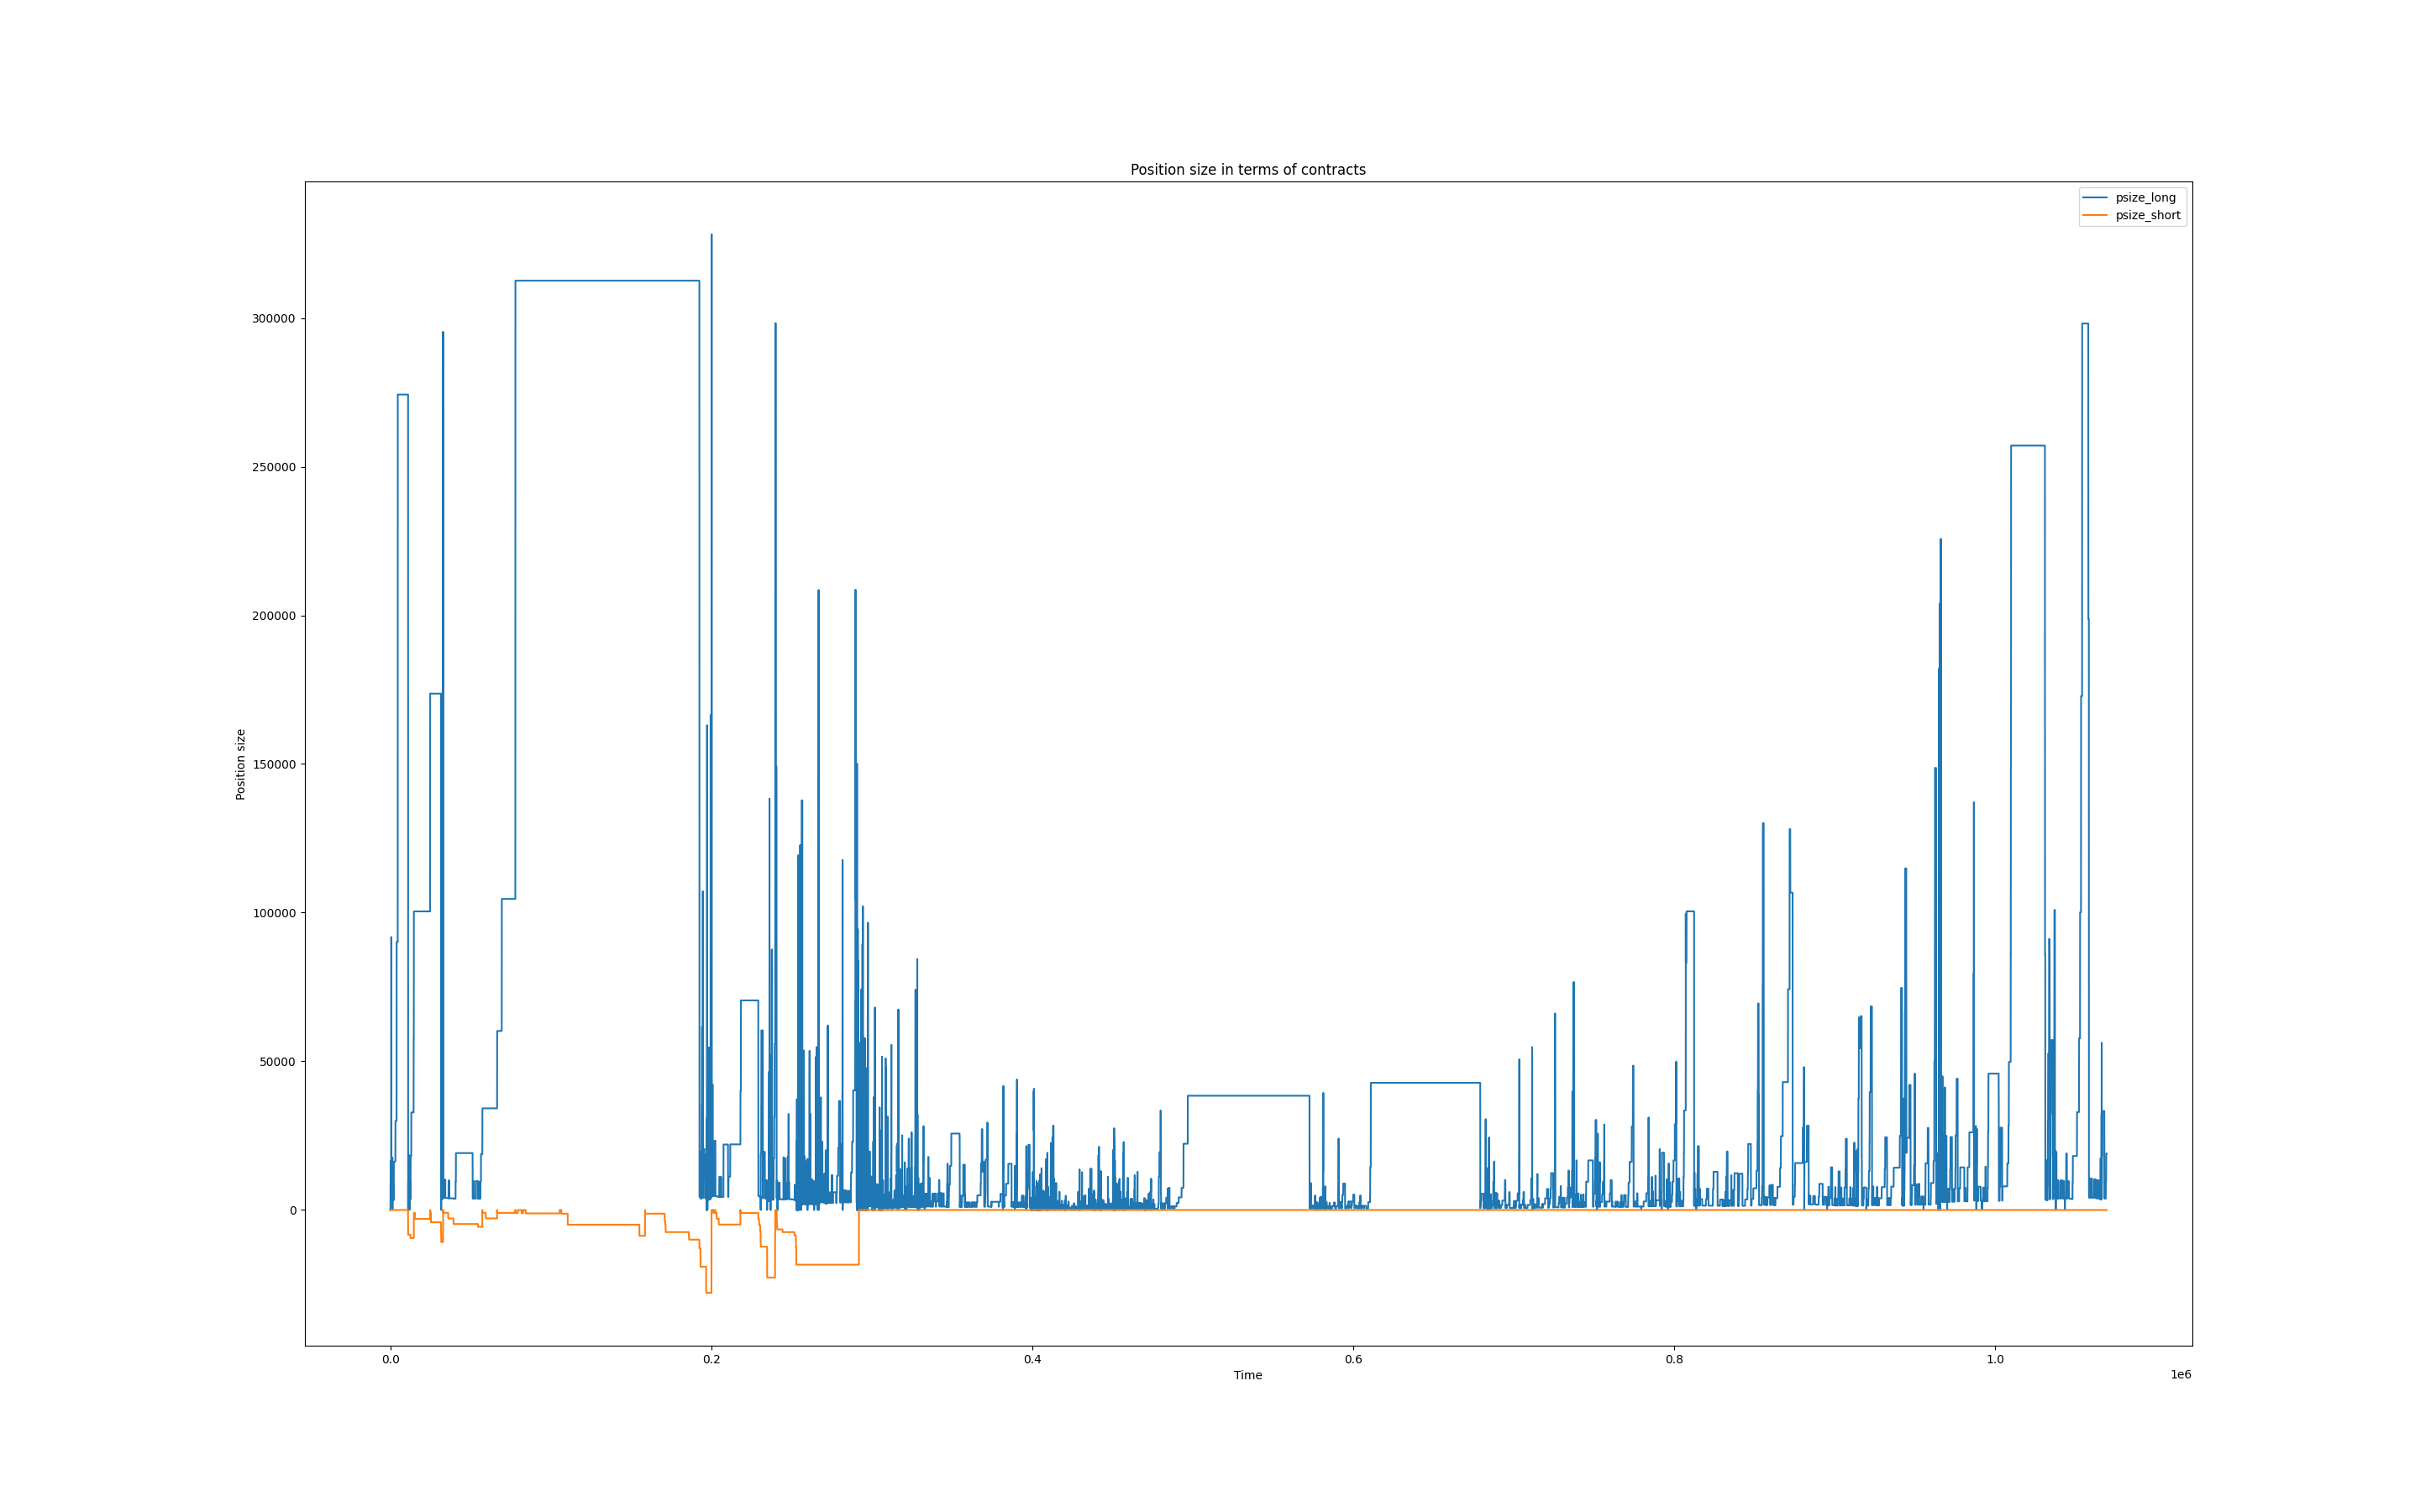 Position size in terms of contracts
psize_long
psize_short
300000
250000
200000
150000
100000
50000
0
Position size
0.0 0.2 0.4 0.6 0.8 1.0
Time
1e6